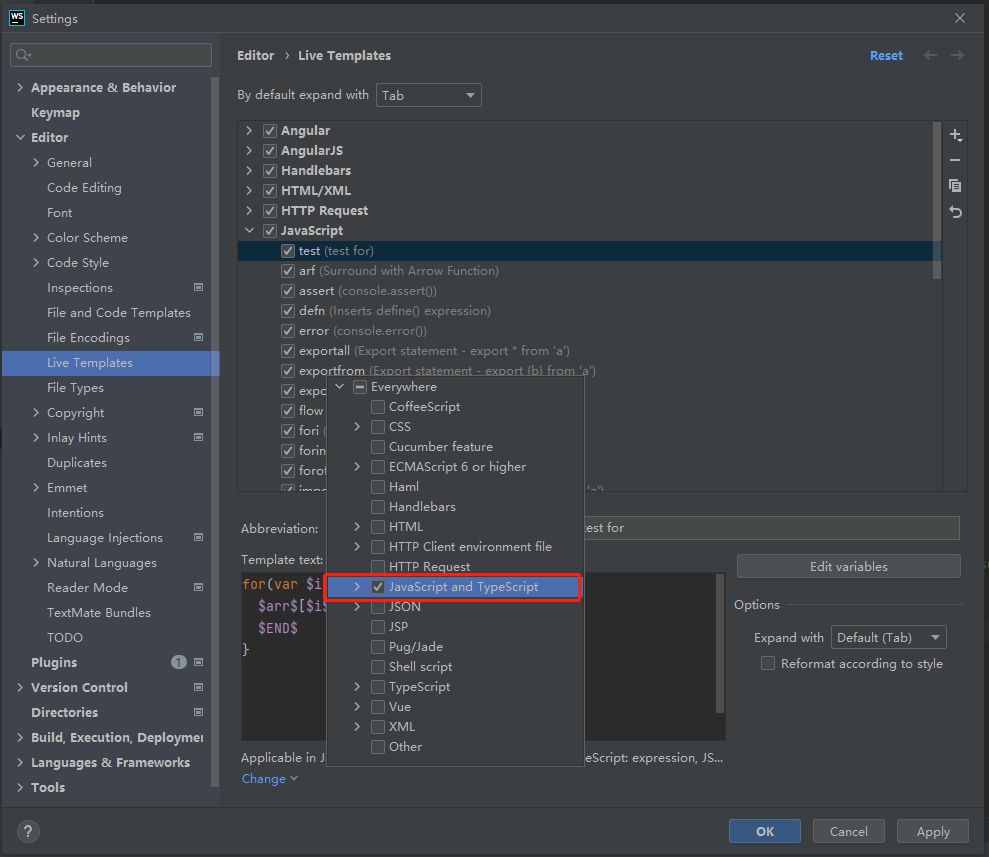 WS Settings
Appearance & Behavior
Keymap
Editor
General
Code Editing
Font
Color Scheme
Code Style
Inspections
File and Code Templates
File Encodings
Live Templates
File Types
Copyright
Inlay Hints
Duplicates
Emmet
Intentions
Language Injections
Natural Languages
Reader Mode
TextMate Bundles
TODO
Plugins 1
Version Control
Directories
Build, Execution, Deploymen
Languages & Frameworks
Tools
?
Editor › Live Templates
Reset
By default expand with Tab
Angular
AngularJS
Handlebars
HTML/XML
HTTP Request
JavaScript
test (test for)
arf (Surround with Arrow Function)
assert (console.assert())
defn (Inserts define() expression)
error (console.error())
exportall (Export statement - export * from 'a')
exportfrom (Export statement - export {b} from 'a')
expo
flow
fori (
forin
forof
Everywhere
CoffeeScript
CSS
Cucumber feature
ECMAScript 6 or higher
Haml
Handlebars
HTML
HTTP Client environment file
HTTP Request
JavaScript and TypeScript
JSON
JSP
Pug/Jade
Shell script
TypeScript
Vue
XML
Other
Abbreviation:
test for
Template text:
for(var $i
$arr$[$i$
$END$
}
Edit variables
Options
Expand with Default (Tab)
Reformat according to style
Applicable in J
eScript: expression, JS...
Change
OK
Cancel
Apply